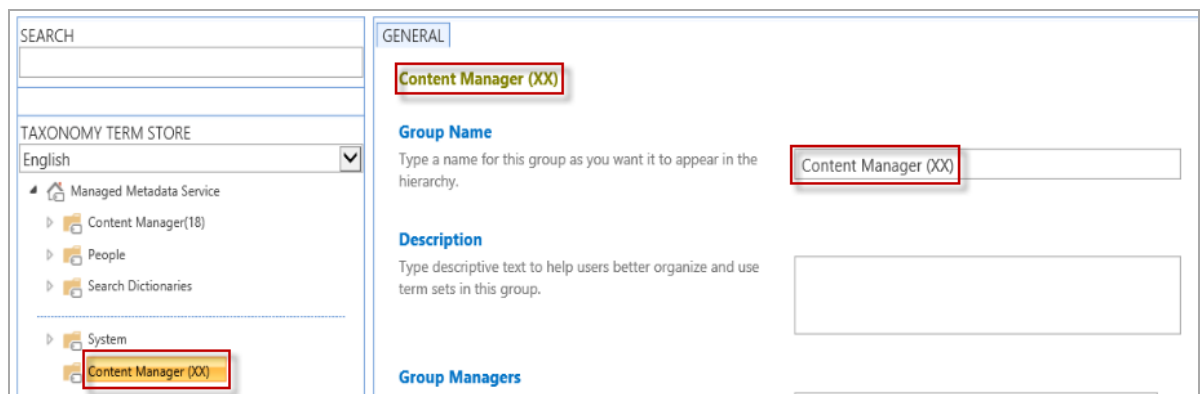 SEARCH
TAXONOMY TERM STORE
English
Managed Metadata Service
Content Manager(18)
People
Search Dictionaries
System
Content Manager (XX)
GENERAL
Content Manager (XX)
Group Name
Type a name for this group as you want it to appear in the
hierarchy.
Content Manager (XX)
Description
Type descriptive text to help users better organize and use
term sets in this group.
Group Managers